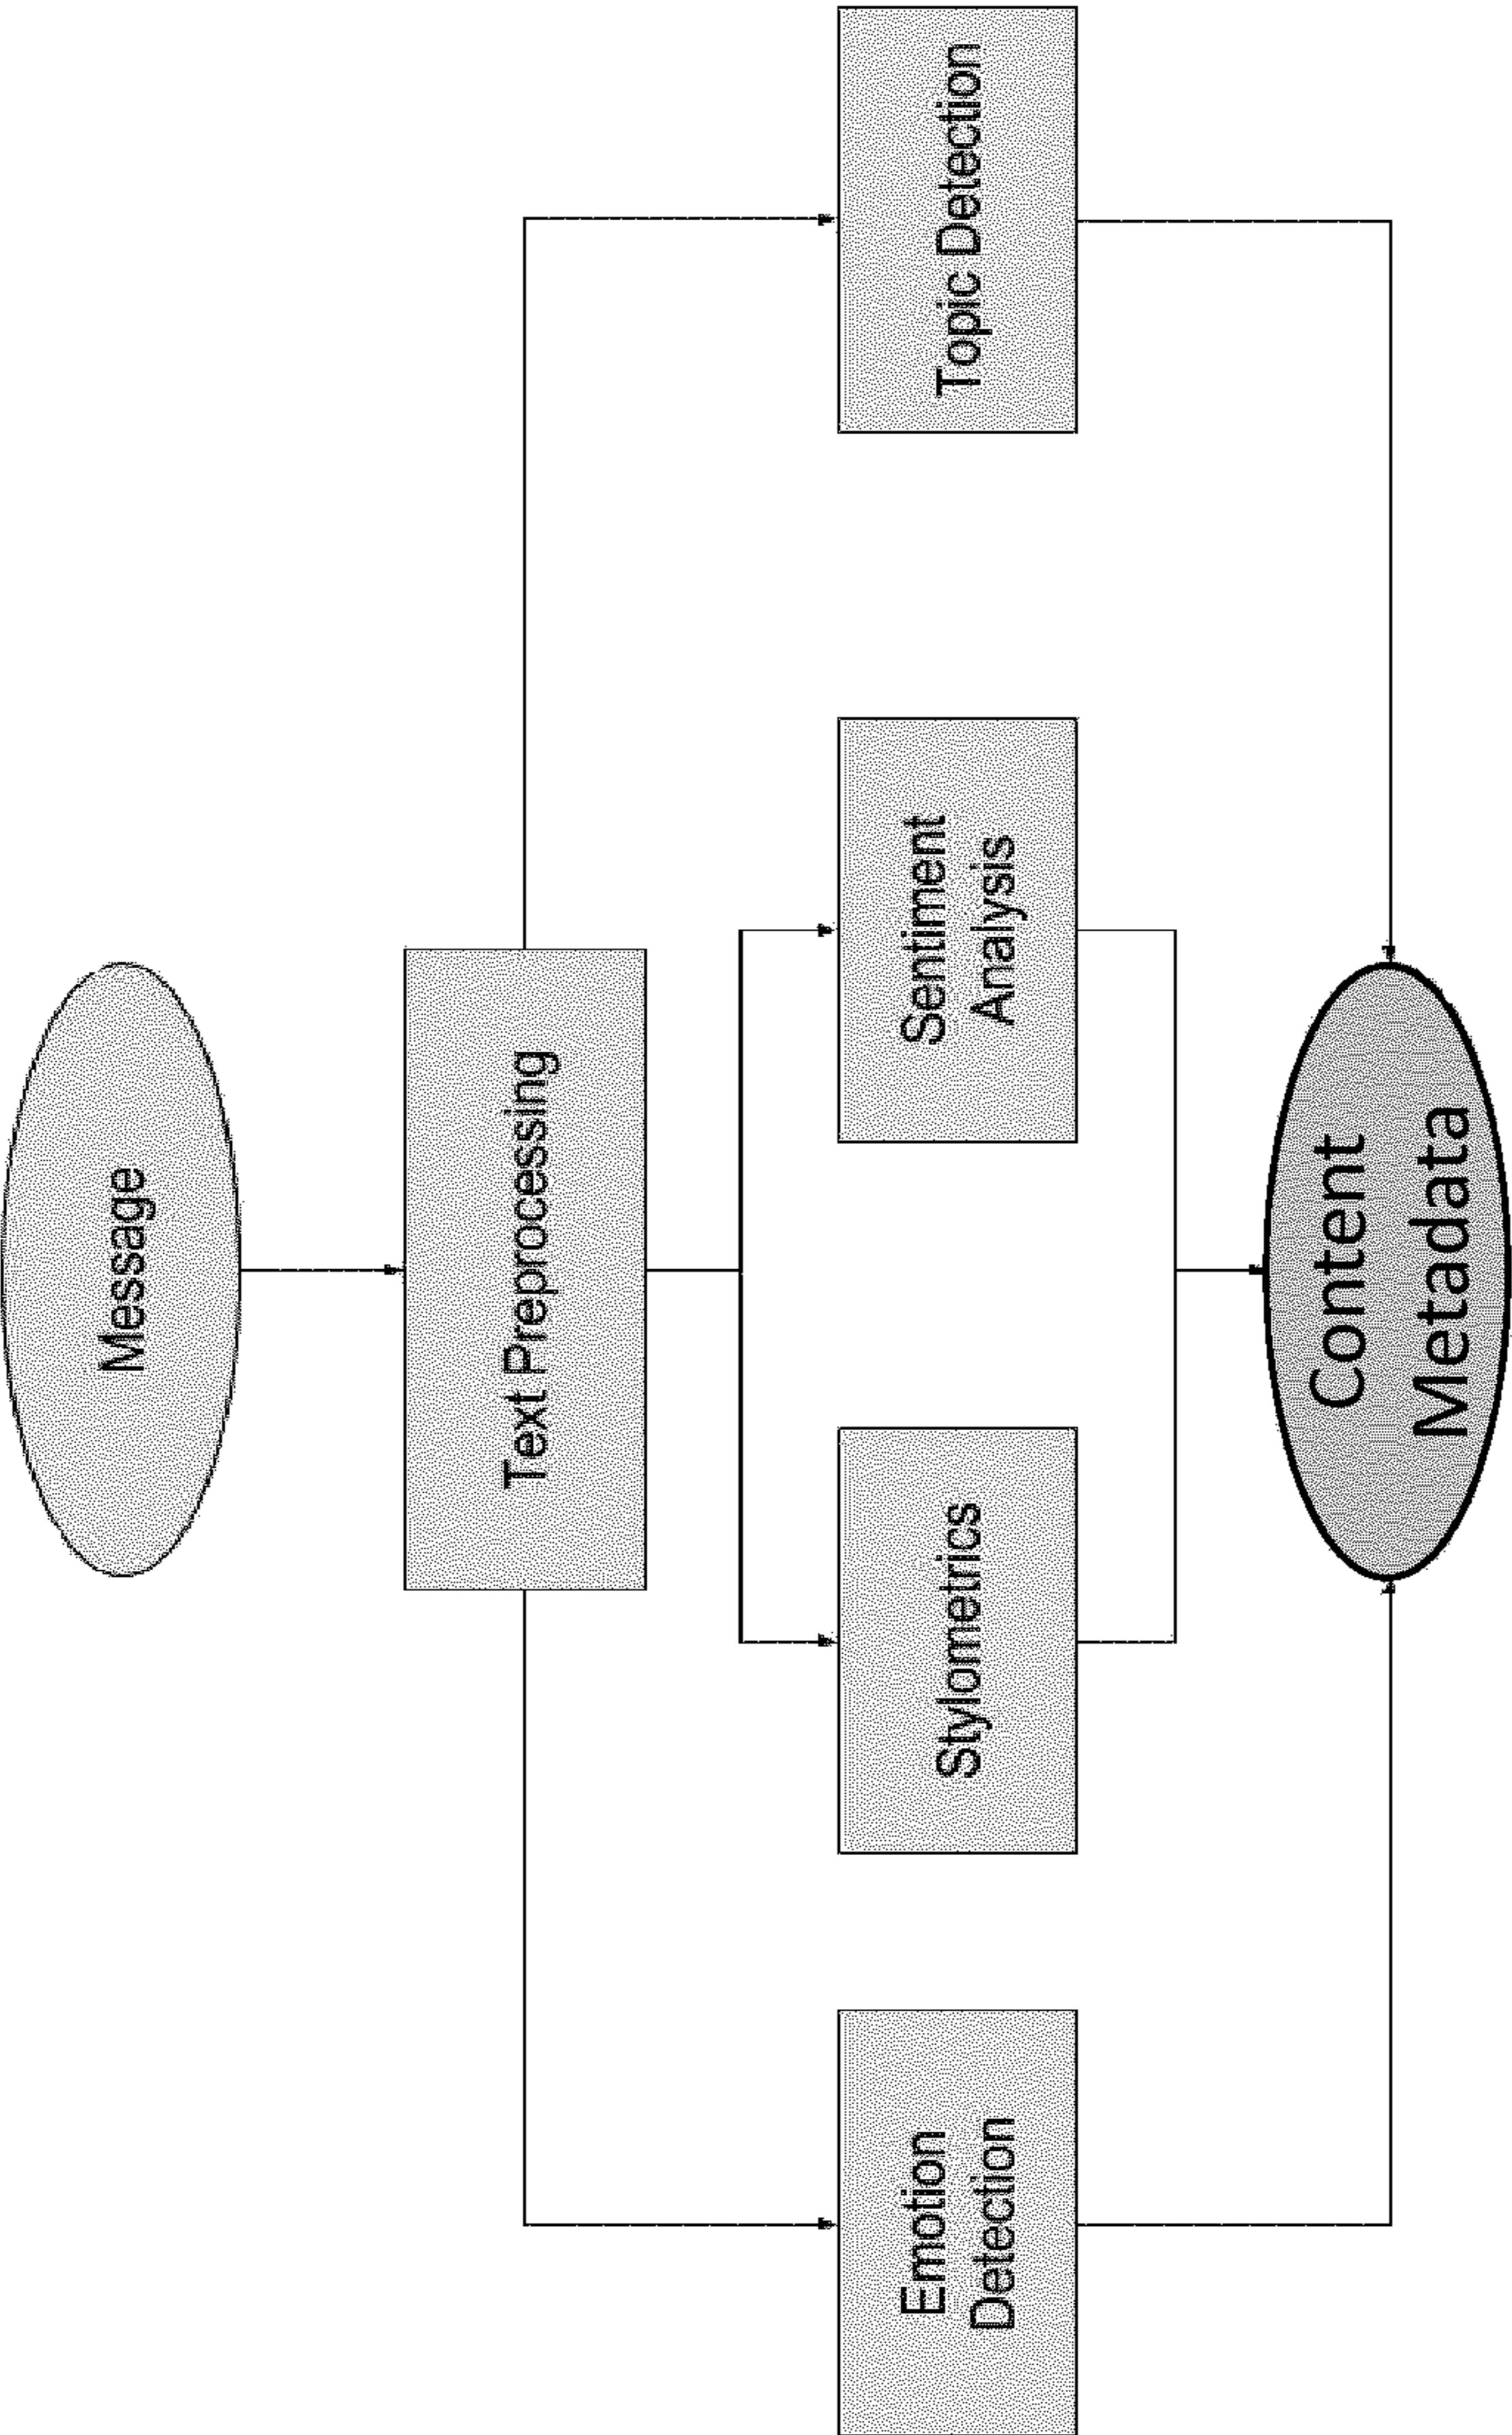 Message
Text Preprocessing
Emotion
Detection
Stylometrics
Sentiment
Analysis
Topic Detection
Content
Metadata